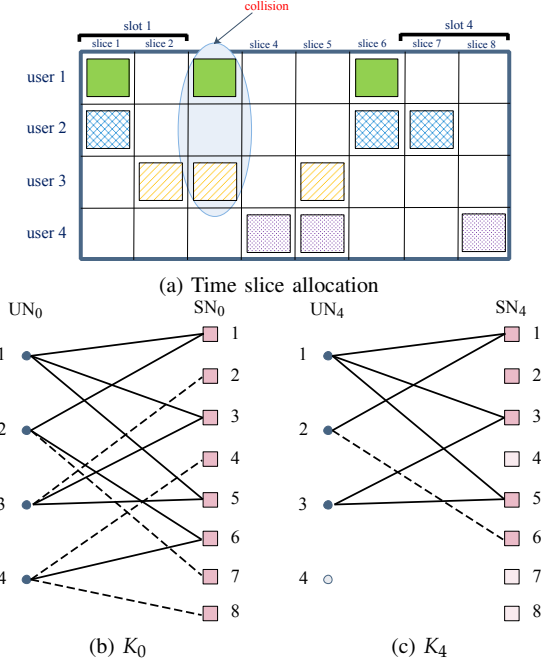 collision
slot 1
slot 4
slice 1 slice 2 slice 4 slice 5 slice 6 slice 7 slice 8
user 1
user 2
user 3
user 4
(a) Time slice allocation
UN0 SN0 UN4 SN4
1 1 1 1
2 2
2 3 2 3
4 4
3 5 3 5
6 6
4 7 4 7
8 8
(b) K0 (c) K4